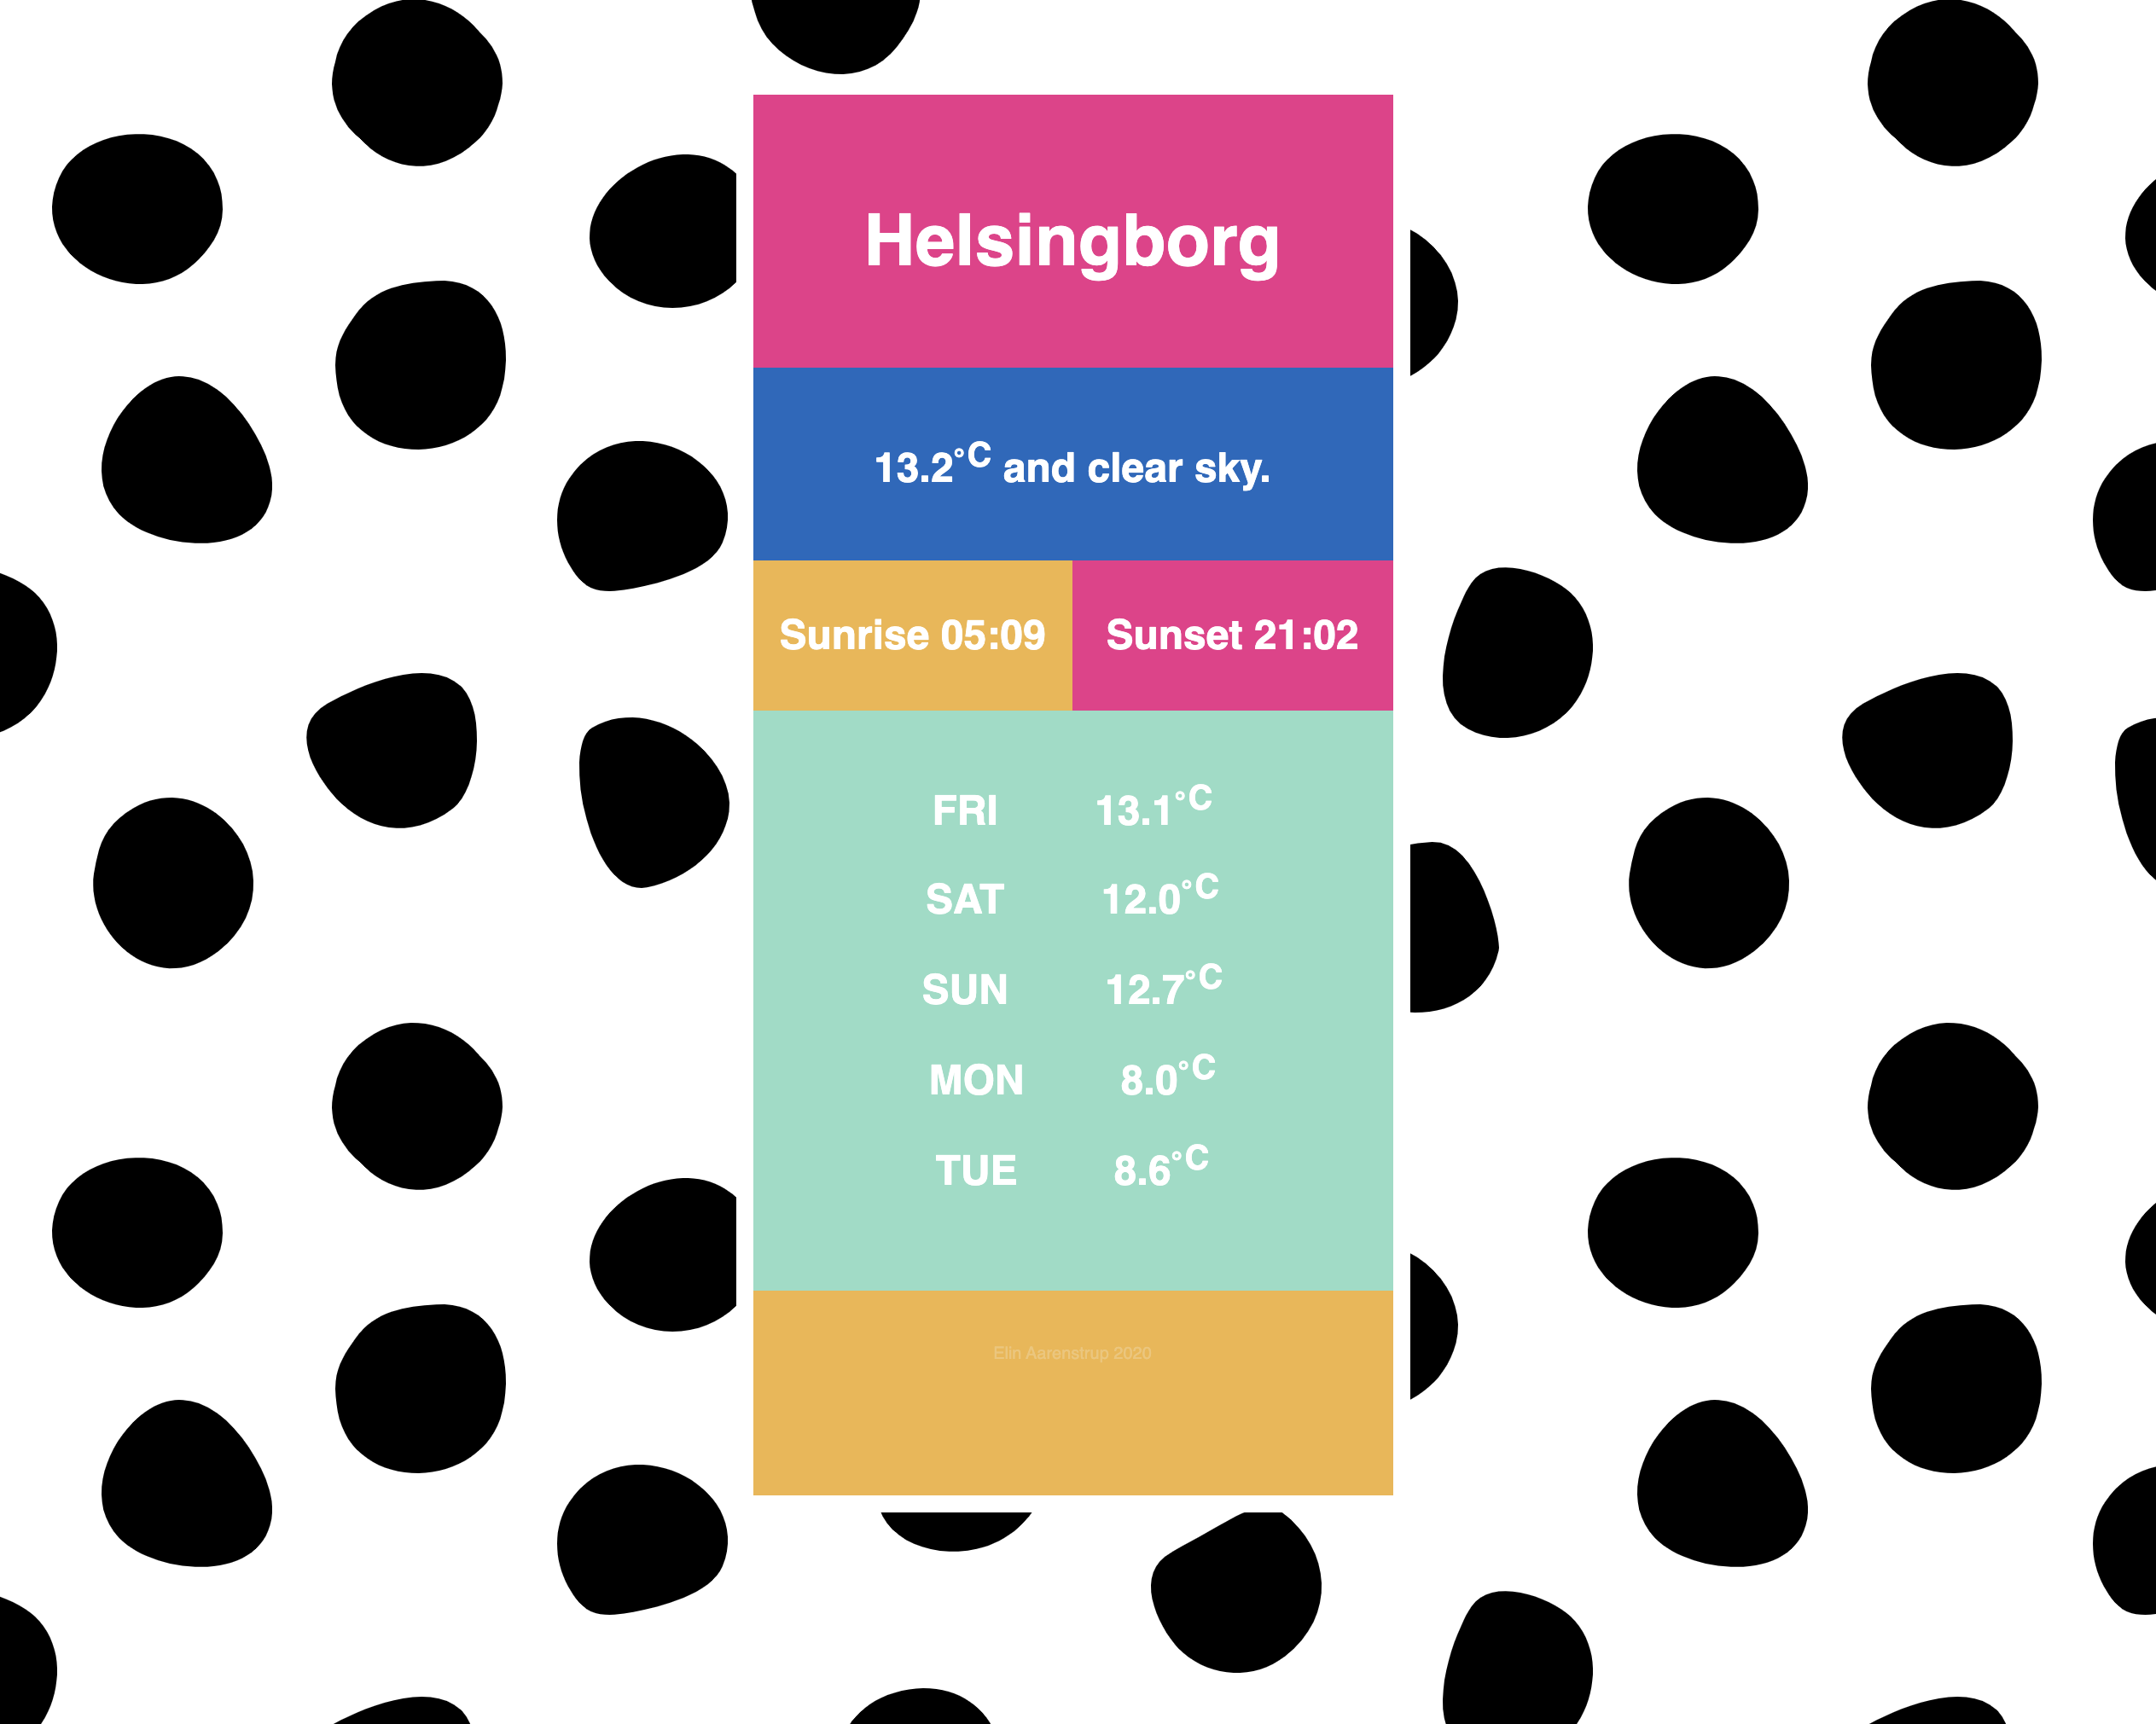 Helsingborg
13.2°C and clear sky.
Sunrise 05:09 Sunset 21:02
FRI 13.1°C
SAT 12.0°C
SUN 12.7°C
MON 8.0°C
TUE 8.6°C
Elin Aarenstrup 2020